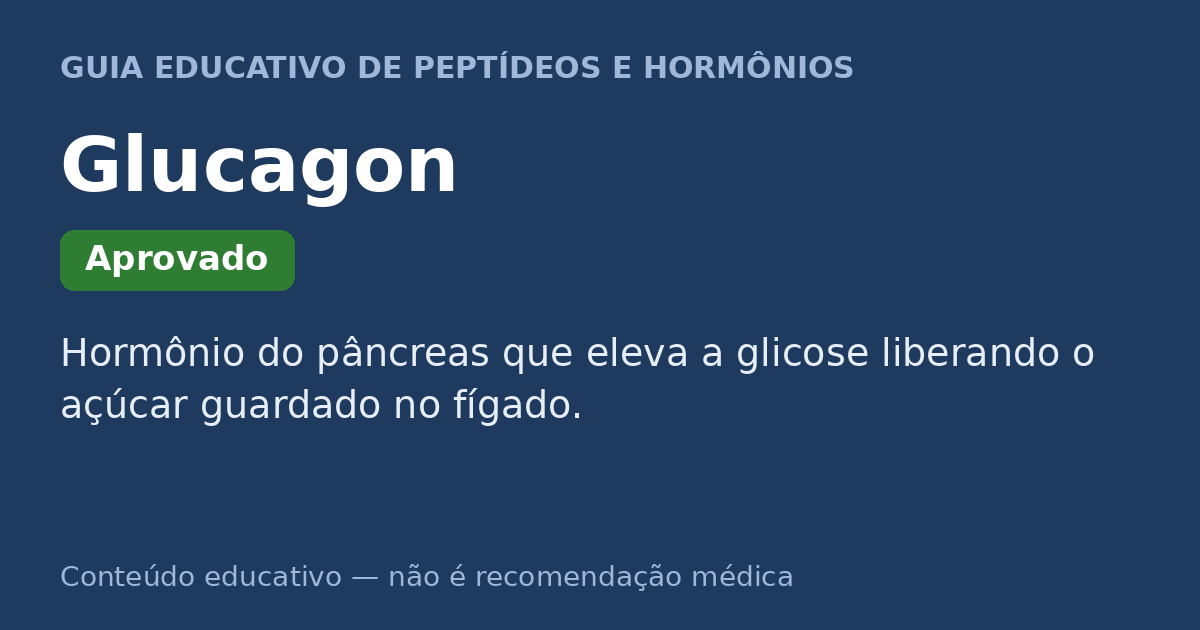 GUIA EDUCATIVO DE PEPTÍDEOS E HORMÔNIOS
Glucagon
Aprovado
Hormônio do pâncreas que eleva a glicose liberando o
açúcar guardado no fígado.
Conteúdo educativo — não é recomendação médica